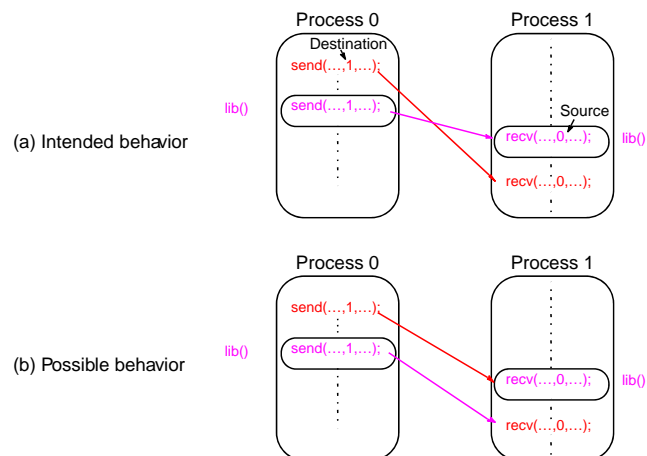 Process 0 Process 1
Destination
send(…,1,…);
lib() send(…,1,…); Source
(a) Intended behavior recv(…,0,…); lib()
recv(…,0,…);
Process 0 Process 1
send(…,1,…);
lib() send(…,1,…);
(b) Possible behavior recv(…,0,…); lib()
recv(…,0,…);